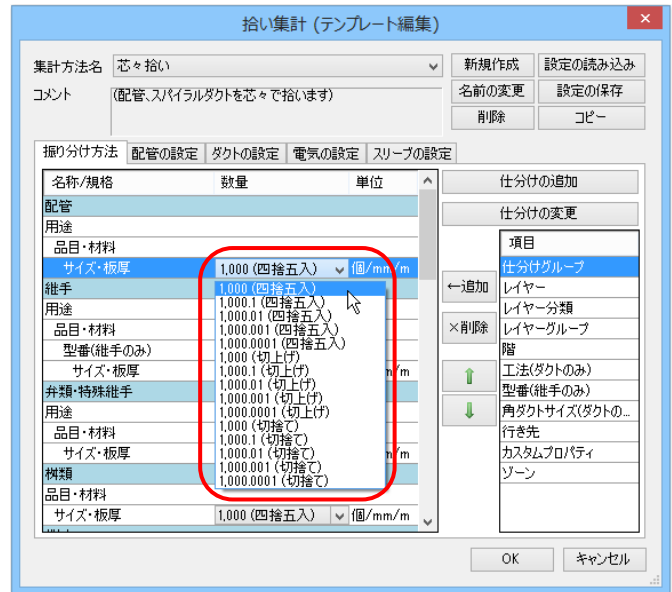 拾い集計 (テンプレート編集)
集計方法名 芯々拾い 新規作成 設定の読み込み
コメント (配管、スパイラルダクトを芯々で拾います) 名前の変更 設定の保存
削除 コピー
振り分け方法 配管の設定 ダクトの設定 電気の設定 スリーブの設定
名称/規格 数量 単位
配管
用途
品目・材料
サイズ・板厚 1,000 (四捨五入) 個/mm/m
継手
用途
品目・材料
型番(継手のみ)
サイズ・板厚
弁類・特殊継手
用途
品目・材料
サイズ・板厚
桝類
品目・材料
サイズ・板厚 1,000 (四捨五入) 個/mm/m
1,000 (四捨五入)
1,000.1 (四捨五入)
1,000.01 (四捨五入)
1,000.001 (四捨五入)
1,000.0001 (四捨五入)
1,000 (切上げ)
1,000.1 (切上げ)
1,000.01 (切上げ)
1,000.001 (切上げ)
1,000.0001 (切上げ)
1,000 (切捨て)
1,000.1 (切捨て)
1,000.01 (切捨て)
1,000.001 (切捨て)
1,000.0001 (切捨て)
仕分けの追加
仕分けの変更
←追加
×削除
項目
仕分けグループ
レイヤー
レイヤー分類
レイヤーグループ
階
工法(ダクトのみ)
型番(継手のみ)
角ダクトサイズ(ダクトの...
行き先
カスタムプロパティ
ゾーン
OK キャンセル